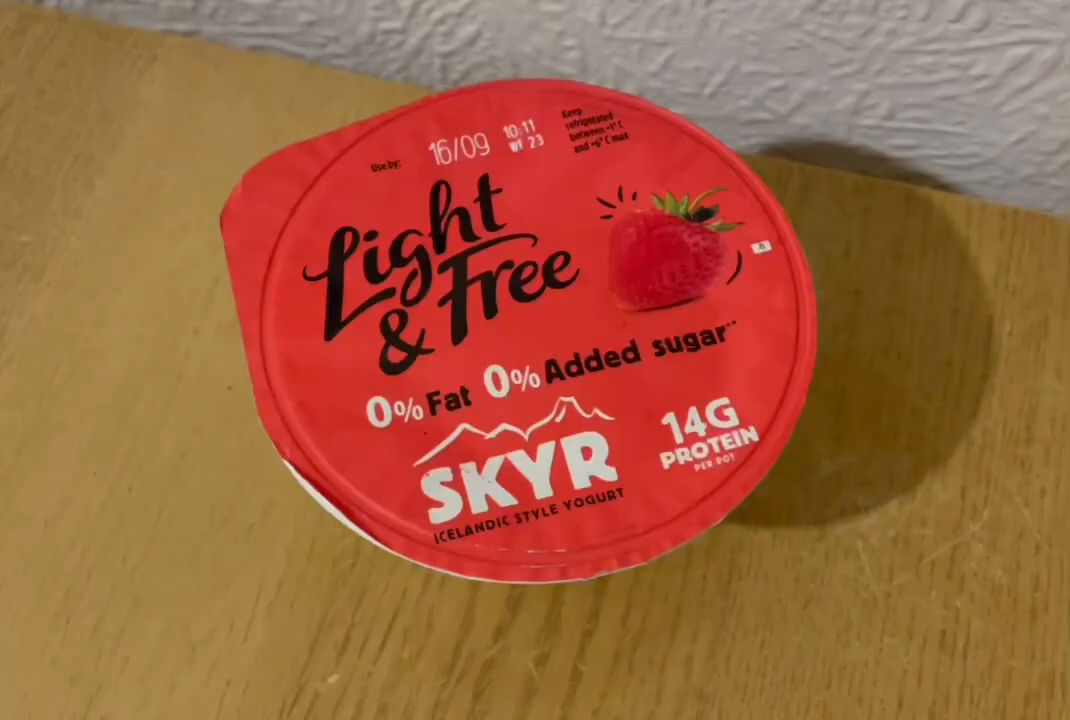 Use by:
16/09
10:11
WF 23
Keep
refrigerated
between +1°C
and +6°C max
Light
& Free
0% Fat 0% Added sugar**
SKYR
ICELANDIC STYLE YOGURT
14G
PROTEIN
PER POT